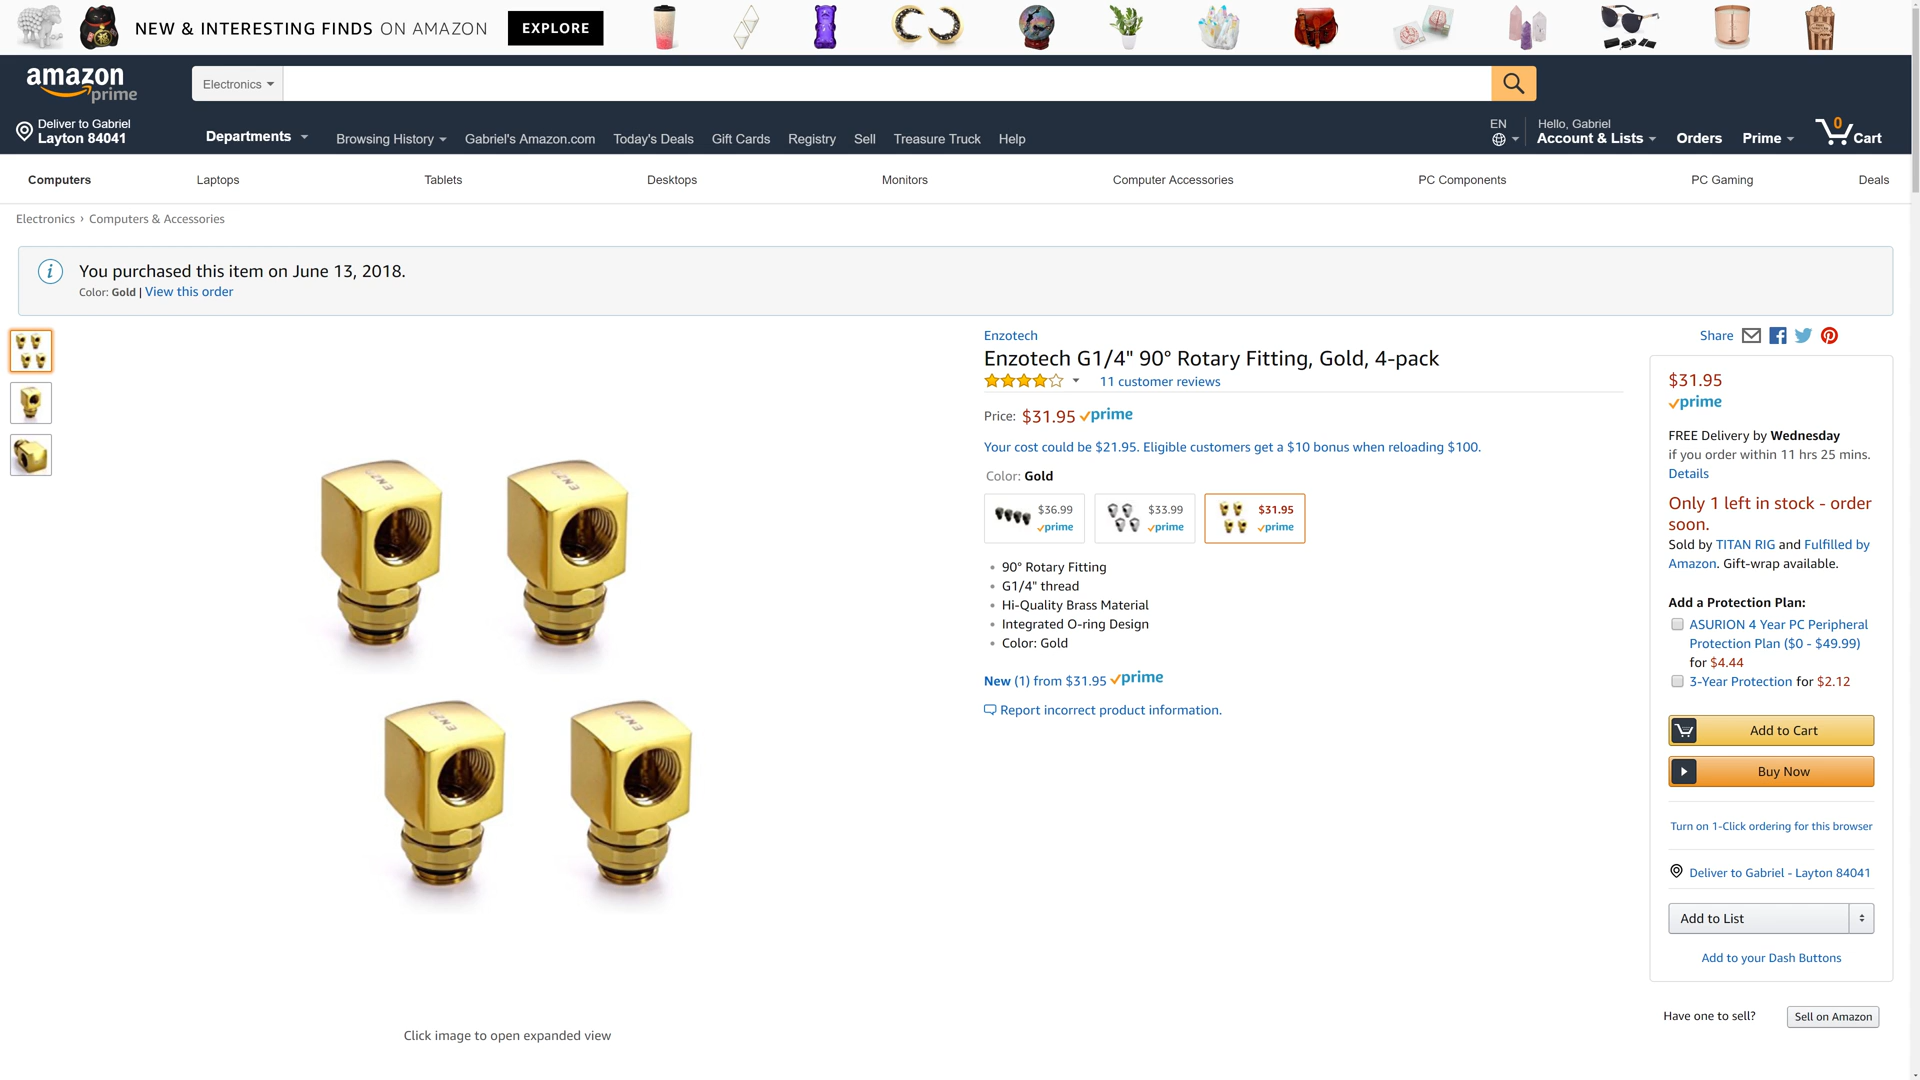 NEW & INTERESTING FINDS ON AMAZON EXPLORE
amazon prime
Electronics
Deliver to Gabriel
Layton 84041
Departments
Browsing History
Gabriel's Amazon.com
Today's Deals
Gift Cards
Registry
Sell
Treasure Truck
Help
EN
Hello, Gabriel
Account & Lists
Orders
Prime
0
Cart
Computers
Laptops
Tablets
Desktops
Monitors
Computer Accessories
PC Components
PC Gaming
Deals
Electronics › Computers & Accessories
You purchased this item on June 13, 2018.
Color: Gold | View this order
ENZO
ENZO
ENZO
ENZO
Click image to open expanded view
Enzotech
Enzotech G1/4" 90° Rotary Fitting, Gold, 4-pack
11 customer reviews
Price: $31.95 prime
Your cost could be $21.95. Eligible customers get a $10 bonus when reloading $100.
Color: Gold
$36.99
prime
$33.99
prime
$31.95
prime
• 90° Rotary Fitting
• G1/4" thread
• Hi-Quality Brass Material
• Integrated O-ring Design
• Color: Gold
New (1) from $31.95 prime
Report incorrect product information.
Share
$31.95
prime
FREE Delivery by Wednesday
if you order within 11 hrs 25 mins.
Details
Only 1 left in stock - order
soon.
Sold by TITAN RIG and Fulfilled by
Amazon. Gift-wrap available.
Add a Protection Plan:
ASURION 4 Year PC Peripheral
Protection Plan ($0 - $49.99)
for $4.44
3-Year Protection for $2.12
Add to Cart
Buy Now
Turn on 1-Click ordering for this browser
Deliver to Gabriel - Layton 84041
Add to List
Add to your Dash Buttons
Have one to sell?
Sell on Amazon